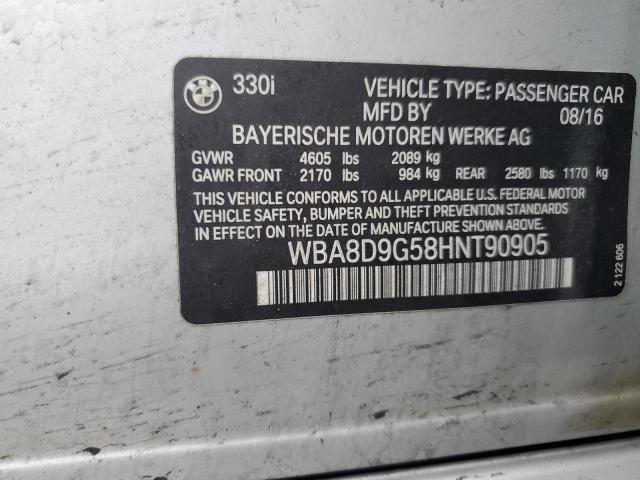 BMW 330i VEHICLE TYPE: PASSENGER CAR
MFD BY 08/16
BAYERISCHE MOTOREN WERKE AG
GVWR 4605 lbs 2089 kg
GAWR FRONT 2170 lbs 984 kg REAR 2580 lbs 1170 kg
THIS VEHICLE CONFORMS TO ALL APPLICABLE U.S. FEDERAL MOTOR
VEHICLE SAFETY, BUMPER AND THEFT PREVENTION STANDARDS
IN EFFECT ON THE DATE OF MANUFACTURE SHOWN ABOVE.
WBA8D9G58HNT90905
2 122 606